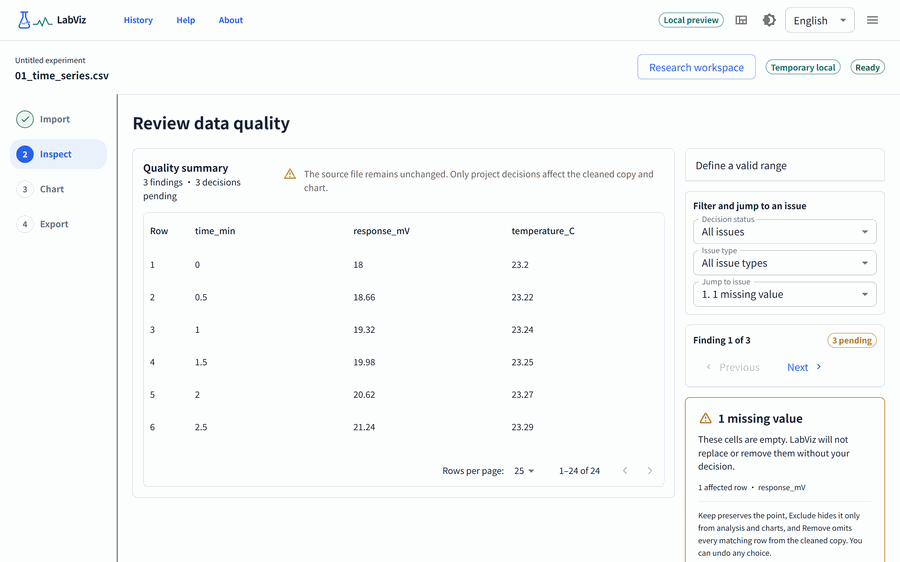 LabViz
History
Help
About
Local preview
English
Untitled experiment
01_time_series.csv
Research workspace
Temporary local
Ready
Import
2
Inspect
3
Chart
4
Export
Review data quality
Quality summary
3 findings • 3 decisions
pending
The source file remains unchanged. Only project decisions affect the cleaned copy and
chart.
Row time_min response_mV temperature_C
1 0 18 23.2
2 0.5 18.66 23.22
3 1 19.32 23.24
4 1.5 19.98 23.25
5 2 20.62 23.27
6 2.5 21.24 23.29
Rows per page: 25 1–24 of 24
Define a valid range
Filter and jump to an issue
Decision status
All issues
Issue type
All issue types
Jump to issue
1. 1 missing value
Finding 1 of 3
3 pending
Previous
Next
1 missing value
These cells are empty. LabViz will not
replace or remove them without your
decision.
1 affected row • response_mV
Keep preserves the point, Exclude hides it only
from analysis and charts, and Remove omits
every matching row from the cleaned copy. You
can undo any choice.